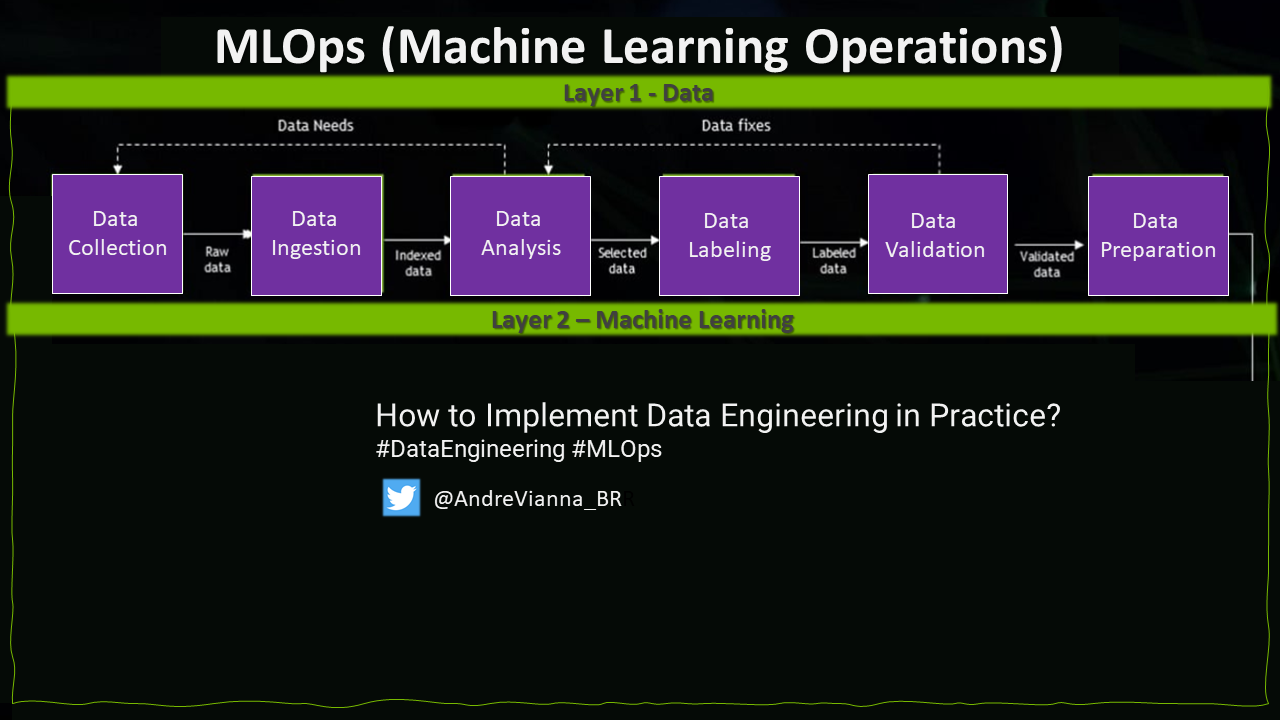 MLOps (Machine Learning Operations)
Layer 1 - Data
Data Needs
Data fixes
Data
Collection
Raw
data
Data
Ingestion
Indexed
data
Data
Analysis
Selected
data
Data
Labeling
Labeled
data
Data
Validation
Validated
data
Data
Preparation
Layer 2 – Machine Learning
How to Implement Data Engineering in Practice?
#DataEngineering #MLOps
@AndreVianna_BR